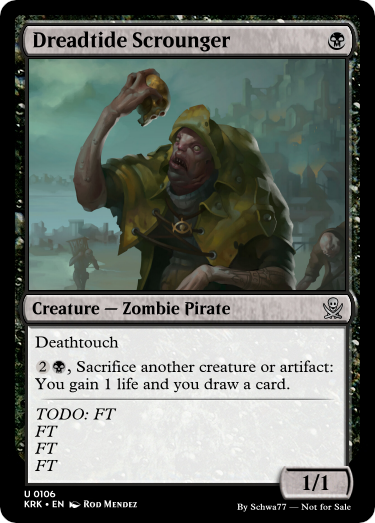 Dreadtide Scrounger
Creature — Zombie Pirate
Deathtouch
2 , Sacrifice another creature or artifact:
You gain 1 life and you draw a card.
TODO: FT
FT
FT
FT
1/1
U 0106
KRK • EN Rod Mendez
By Schwa77 — Not for Sale